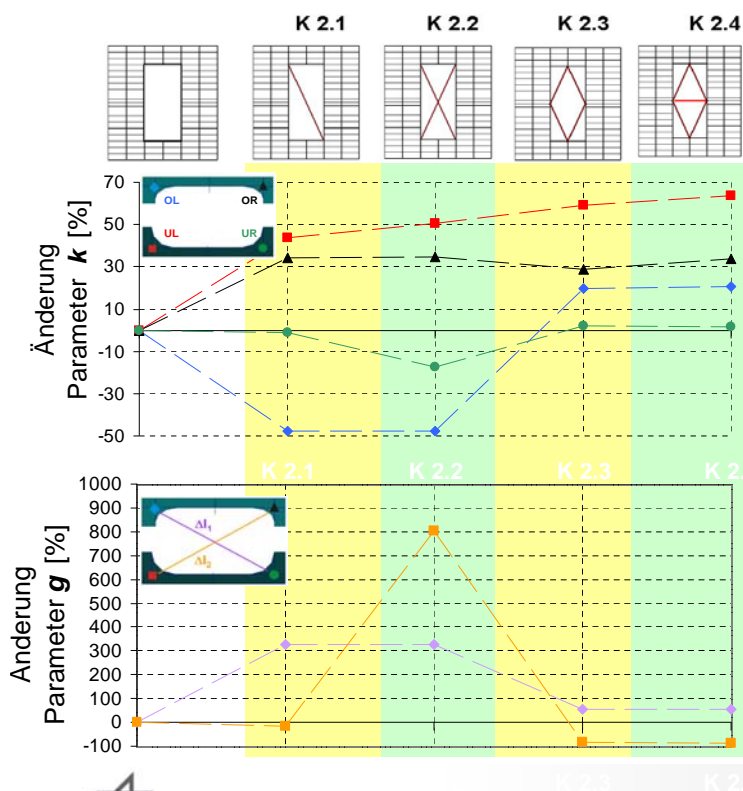 K 2.1 K 2.2 K 2.3 K 2.4
Änderung
Parameter k [%]
70
50
30
10
-10
-30
-50
OL OR
UL UR
K 2.1 K 2.2 K 2.3 K 2.
Änderung
Parameter g [%]
1000
900
800
700
600
500
400
300
200
100
0
-100
Δl₁
Δl₂
K 2.3 K 2